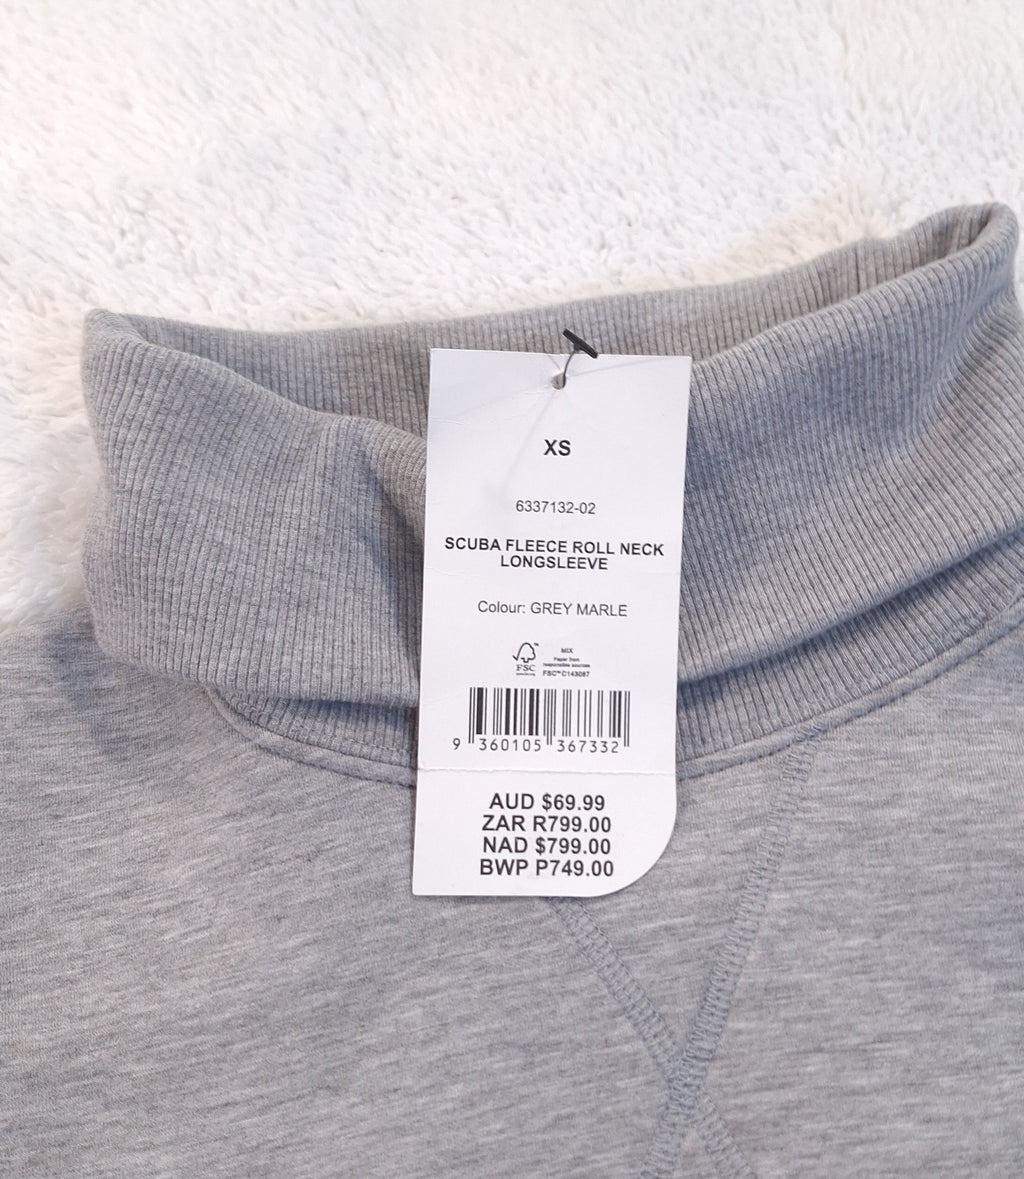 XS
6337132-02
SCUBA FLEECE ROLL NECK
LONGSLEEVE
Colour: GREY MARLE
FSC™
MIX
Paper from
responsible sources
FSC™ C143087
9 360105 367332
AUD $69.99
ZAR R799.00
NAD $799.00
BWP P749.00